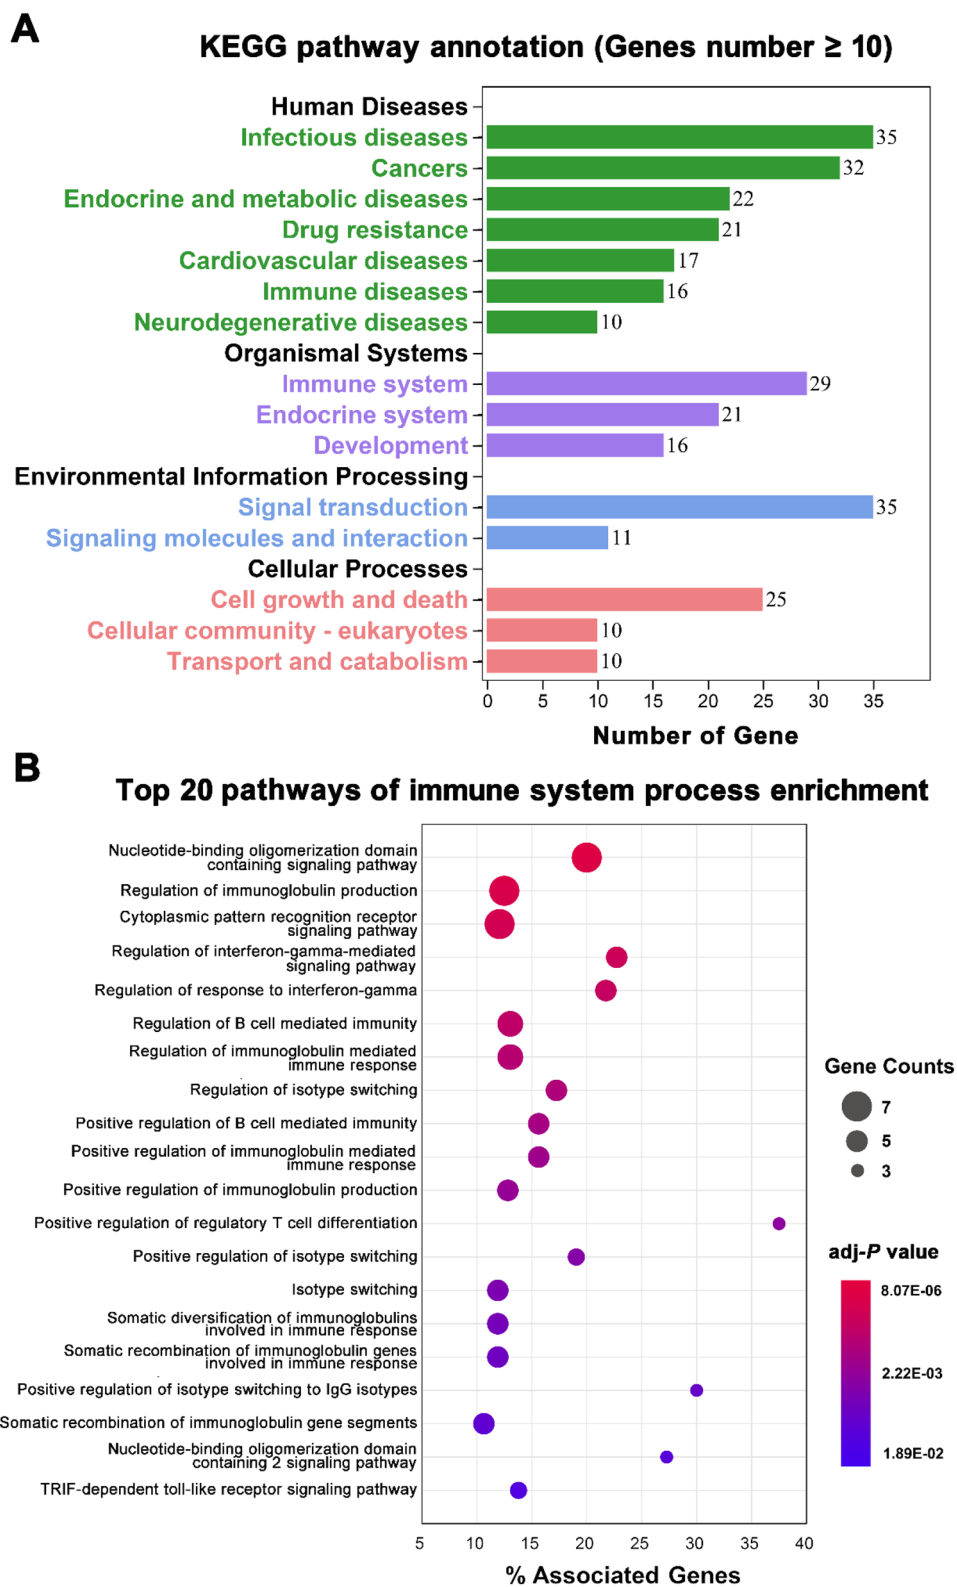 A
KEGG pathway annotation (Genes number ≥ 10)
Human Diseases
Infectious diseases 35
Cancers 32
Endocrine and metabolic diseases 22
Drug resistance 21
Cardiovascular diseases 17
Immune diseases 16
Neurodegenerative diseases 10
Organismal Systems
Immune system 29
Endocrine system 21
Development 16
Environmental Information Processing
Signal transduction 35
Signaling molecules and interaction 11
Cellular Processes
Cell growth and death 25
Cellular community - eukaryotes 10
Transport and catabolism 10
0 5 10 15 20 25 30 35
Number of Gene
B
Top 20 pathways of immune system process enrichment
Nucleotide-binding oligomerization domain
containing signaling pathway
Regulation of immunoglobulin production
Cytoplasmic pattern recognition receptor
signaling pathway
Regulation of interferon-gamma-mediated
signaling pathway
Regulation of response to interferon-gamma
Regulation of B cell mediated immunity
Regulation of immunoglobulin mediated
immune response
Regulation of isotype switching
Positive regulation of B cell mediated immunity
Positive regulation of immunoglobulin mediated
immune response
Positive regulation of immunoglobulin production
Positive regulation of regulatory T cell differentiation
Positive regulation of isotype switching
Isotype switching
Somatic diversification of immunoglobulins
involved in immune response
Somatic recombination of immunoglobulin genes
involved in immune response
Positive regulation of isotype switching to IgG isotypes
Somatic recombination of immunoglobulin gene segments
Nucleotide-binding oligomerization domain
containing 2 signaling pathway
TRIF-dependent toll-like receptor signaling pathway
5 10 15 20 25 30 35 40
% Associated Genes
Gene Counts
7
5
3
adj-P value
8.07E-06
2.22E-03
1.89E-02